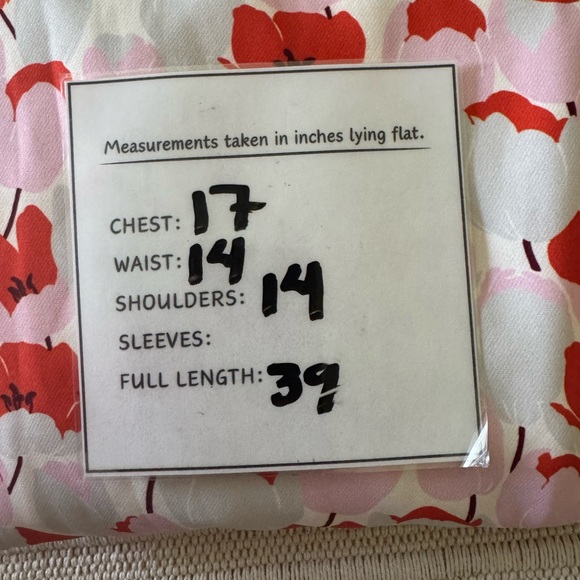 Measurements taken in inches lying flat.
CHEST: 17
WAIST: 14
SHOULDERS: 14
SLEEVES:
FULL LENGTH: 39